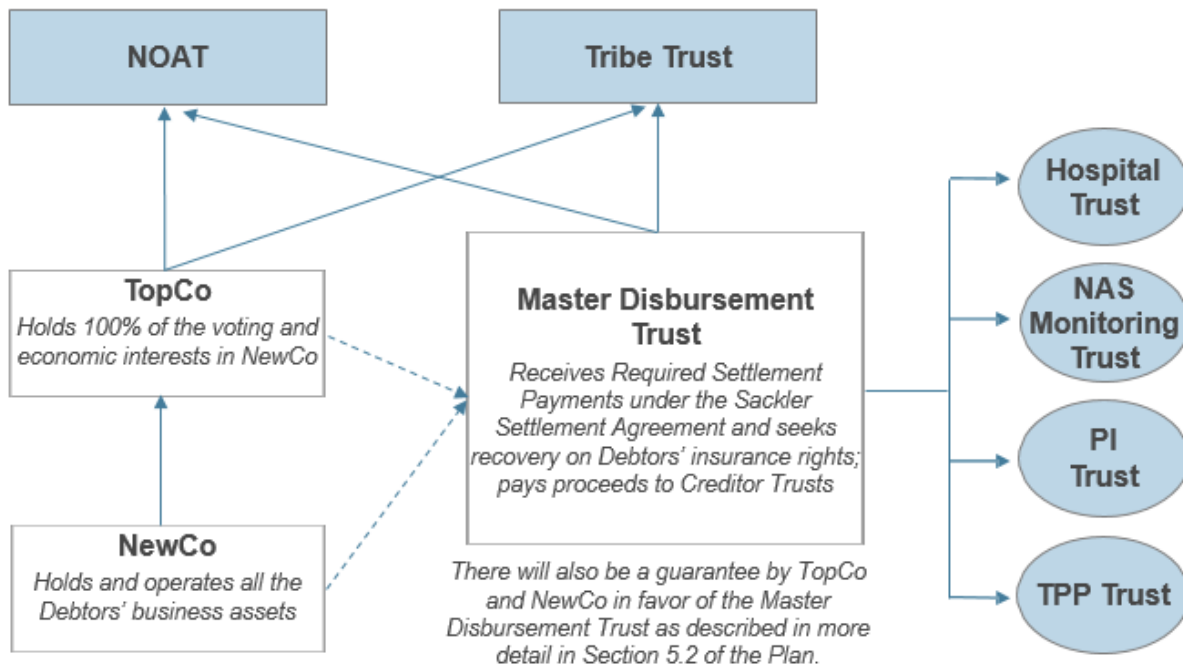 NOAT
Tribe Trust
TopCo
Holds 100% of the voting and
economic interests in NewCo
NewCo
Holds and operates all the
Debtors' business assets
Master Disbursement
Trust
Receives Required Settlement
Payments under the Sackler
Settlement Agreement and seeks
recovery on Debtors' insurance rights;
pays proceeds to Creditor Trusts
There will also be a guarantee by TopCo
and NewCo in favor of the Master
Disbursement Trust as described in more
detail in Section 5.2 of the Plan.
Hospital
Trust
NAS
Monitoring
Trust
PI
Trust
TPP Trust